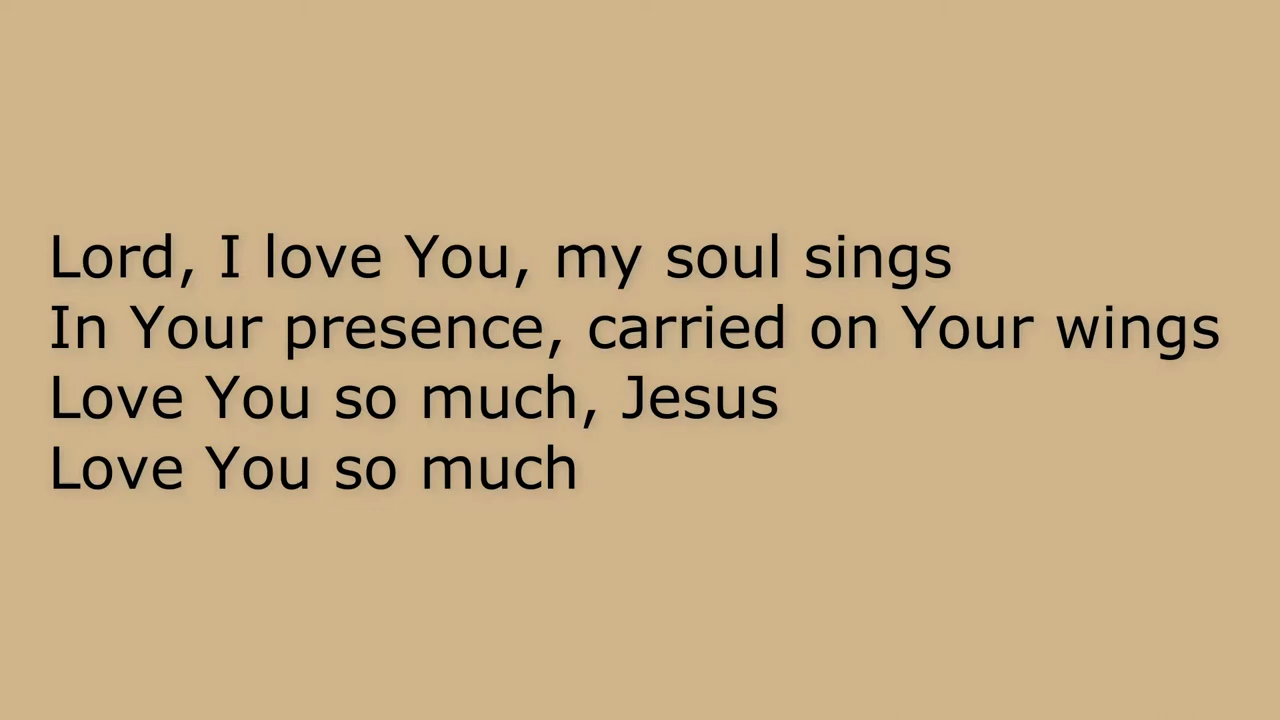 Lord, I love You, my soul sings
In Your presence, carried on Your wings
Love You so much, Jesus
Love You so much